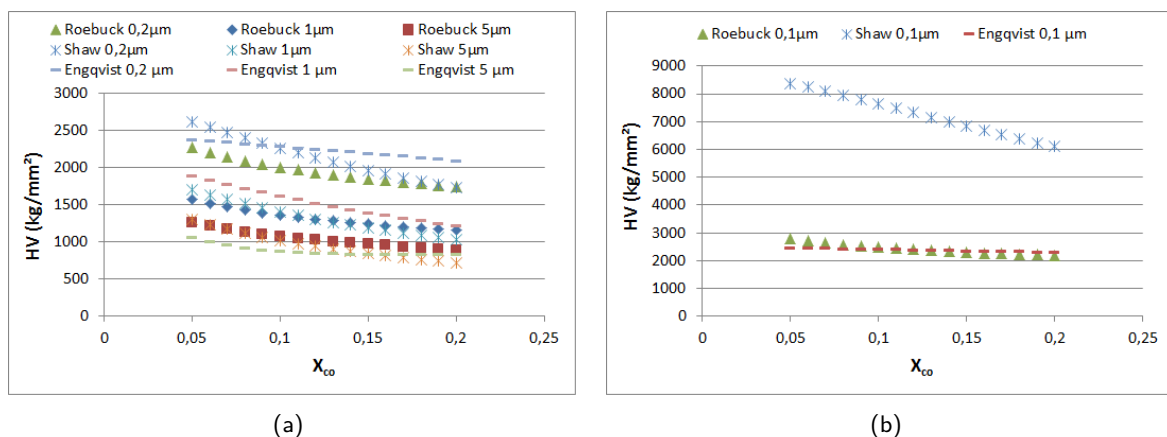 Roebuck 0,2µm Roebuck 1µm Roebuck 5µm
Shaw 0,2µm Shaw 1µm Shaw 5µm
Engqvist 0,2 µm Engqvist 1 µm Engqvist 5 µm
3000
2500
2000
1500
1000
500
0
HV (kg/mm²)
0 0,05 0,1 0,15 0,2 0,25
X_co
(a)
Roebuck 0,1µm Shaw 0,1µm Engqvist 0,1 µm
9000
8000
7000
6000
5000
4000
3000
2000
1000
0
HV (kg/mm²)
0 0,05 0,1 0,15 0,2 0,25
X_co
(b)